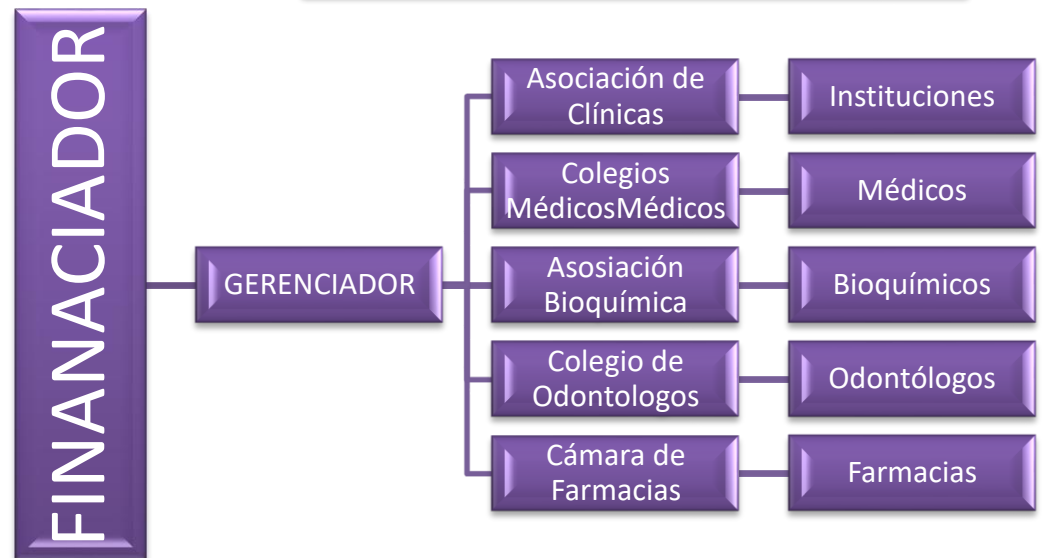 FINANACIADOR
GERENCIADOR
Asociación de
Clínicas
Instituciones
Colegios
MédicosMédicos
Médicos
Asosiación
Bioquímica
Bioquímicos
Colegio de
Odontologos
Odontólogos
Cámara de
Farmacias
Farmacias